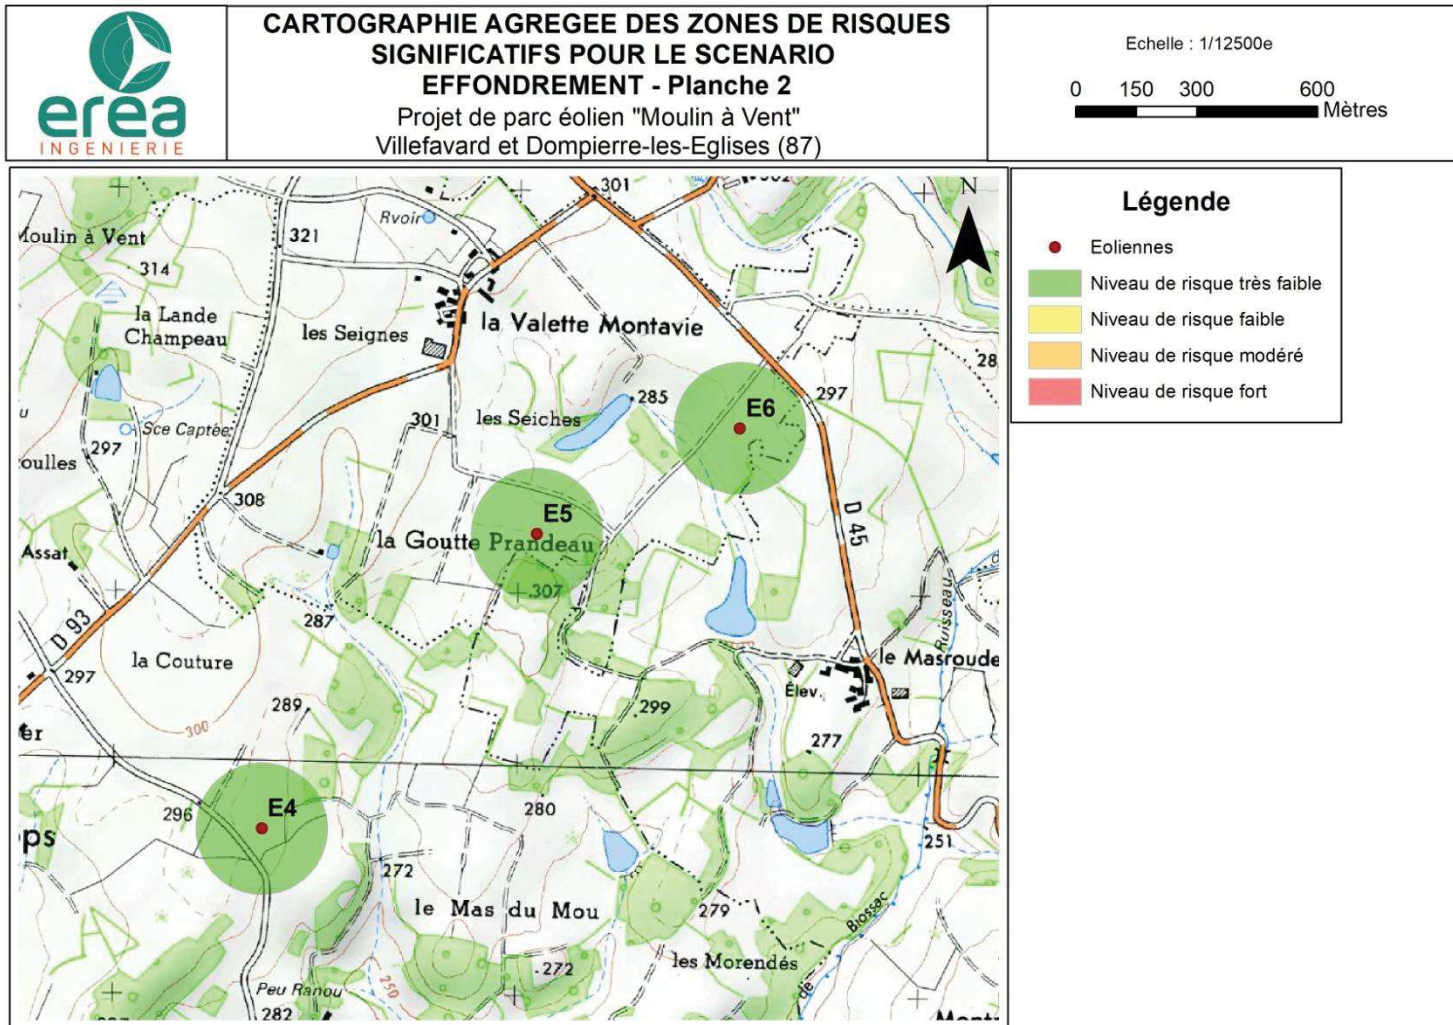 erea
INGENIERIE
CARTOGRAPHIE AGREGEE DES ZONES DE RISQUES
SIGNIFICATIFS POUR LE SCENARIO
EFFONDREMENT - Planche 2
Projet de parc éolien "Moulin à Vent"
Villefavard et Dompierre-les-Eglises (87)
Echelle : 1/12500e
0 150 300 600
Mètres
Légende
Eoliennes
Niveau de risque très faible
Niveau de risque faible
Niveau de risque modéré
Niveau de risque fort
N
301
Rvoir
321
Moulin à Vent
314
la Lande
Champeau
les Seignes
la Valette Montavie
285
297
E6
301
les Seiches
Sce Captée
297
oulles
308
E5
D 45
la Goutte Prandeau
Assat
307
287
Ruisseau
D 93
la Couture
297
le Masroude
Élev.
289
299
300
277
er
E4
296
280
ops
251
272
le Mas du Mou
279
Brossac
les Morendés
272
de
Peu Ranou
250
282